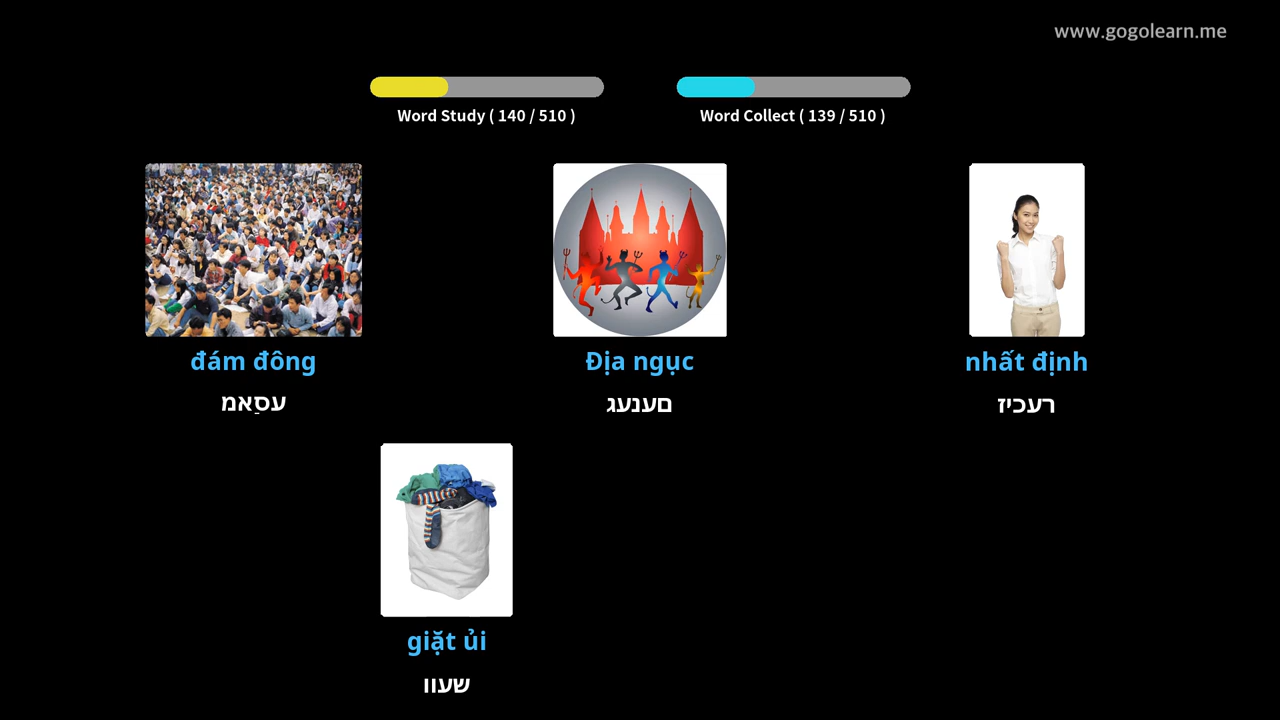 www.gogolearn.me
Word Study ( 140 / 510 )
Word Collect ( 139 / 510 )
đám đông
עסַאמ
Địa ngục
םענעג
nhất định
רעכיז
giặt ủi
שעוו